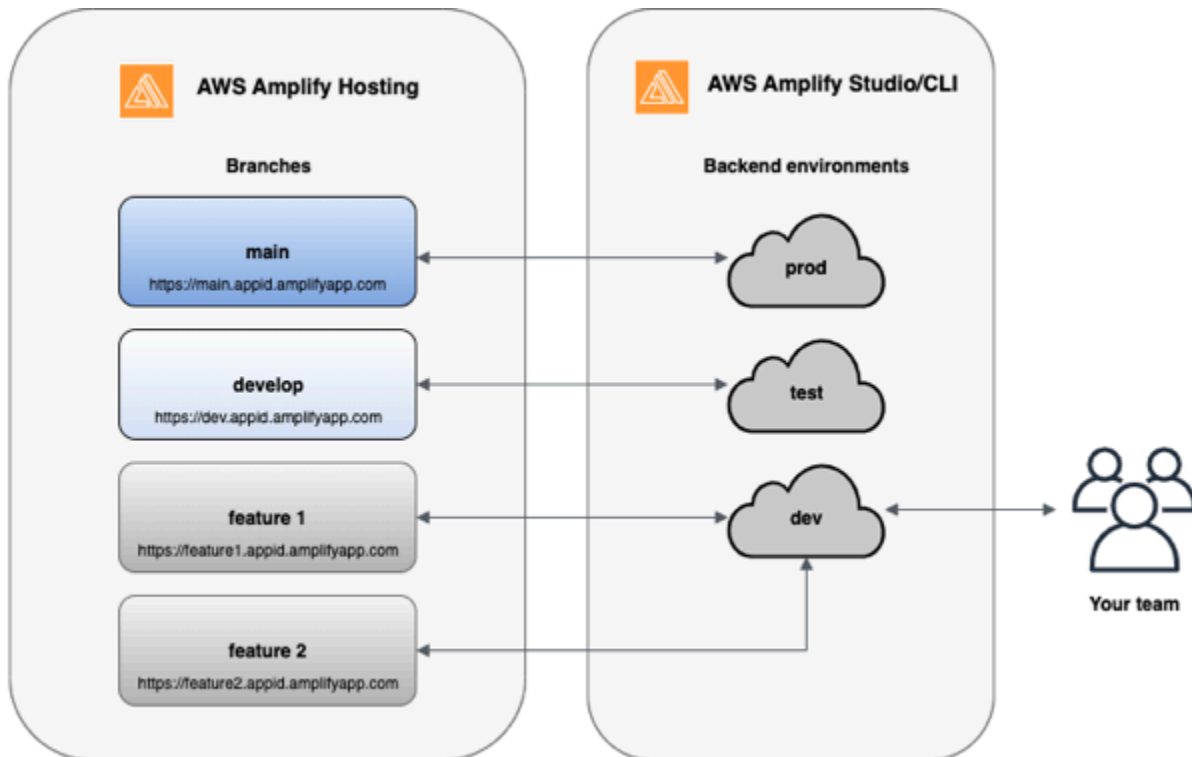 AWS Amplify Hosting
AWS Amplify Studio/CLI
Branches
Backend environments
main
https://main.appid.amplifyapp.com
prod
develop
https://dev.appid.amplifyapp.com
test
feature 1
https://feature1.appid.amplifyapp.com
dev
Your team
feature 2
https://feature2.appid.amplifyapp.com